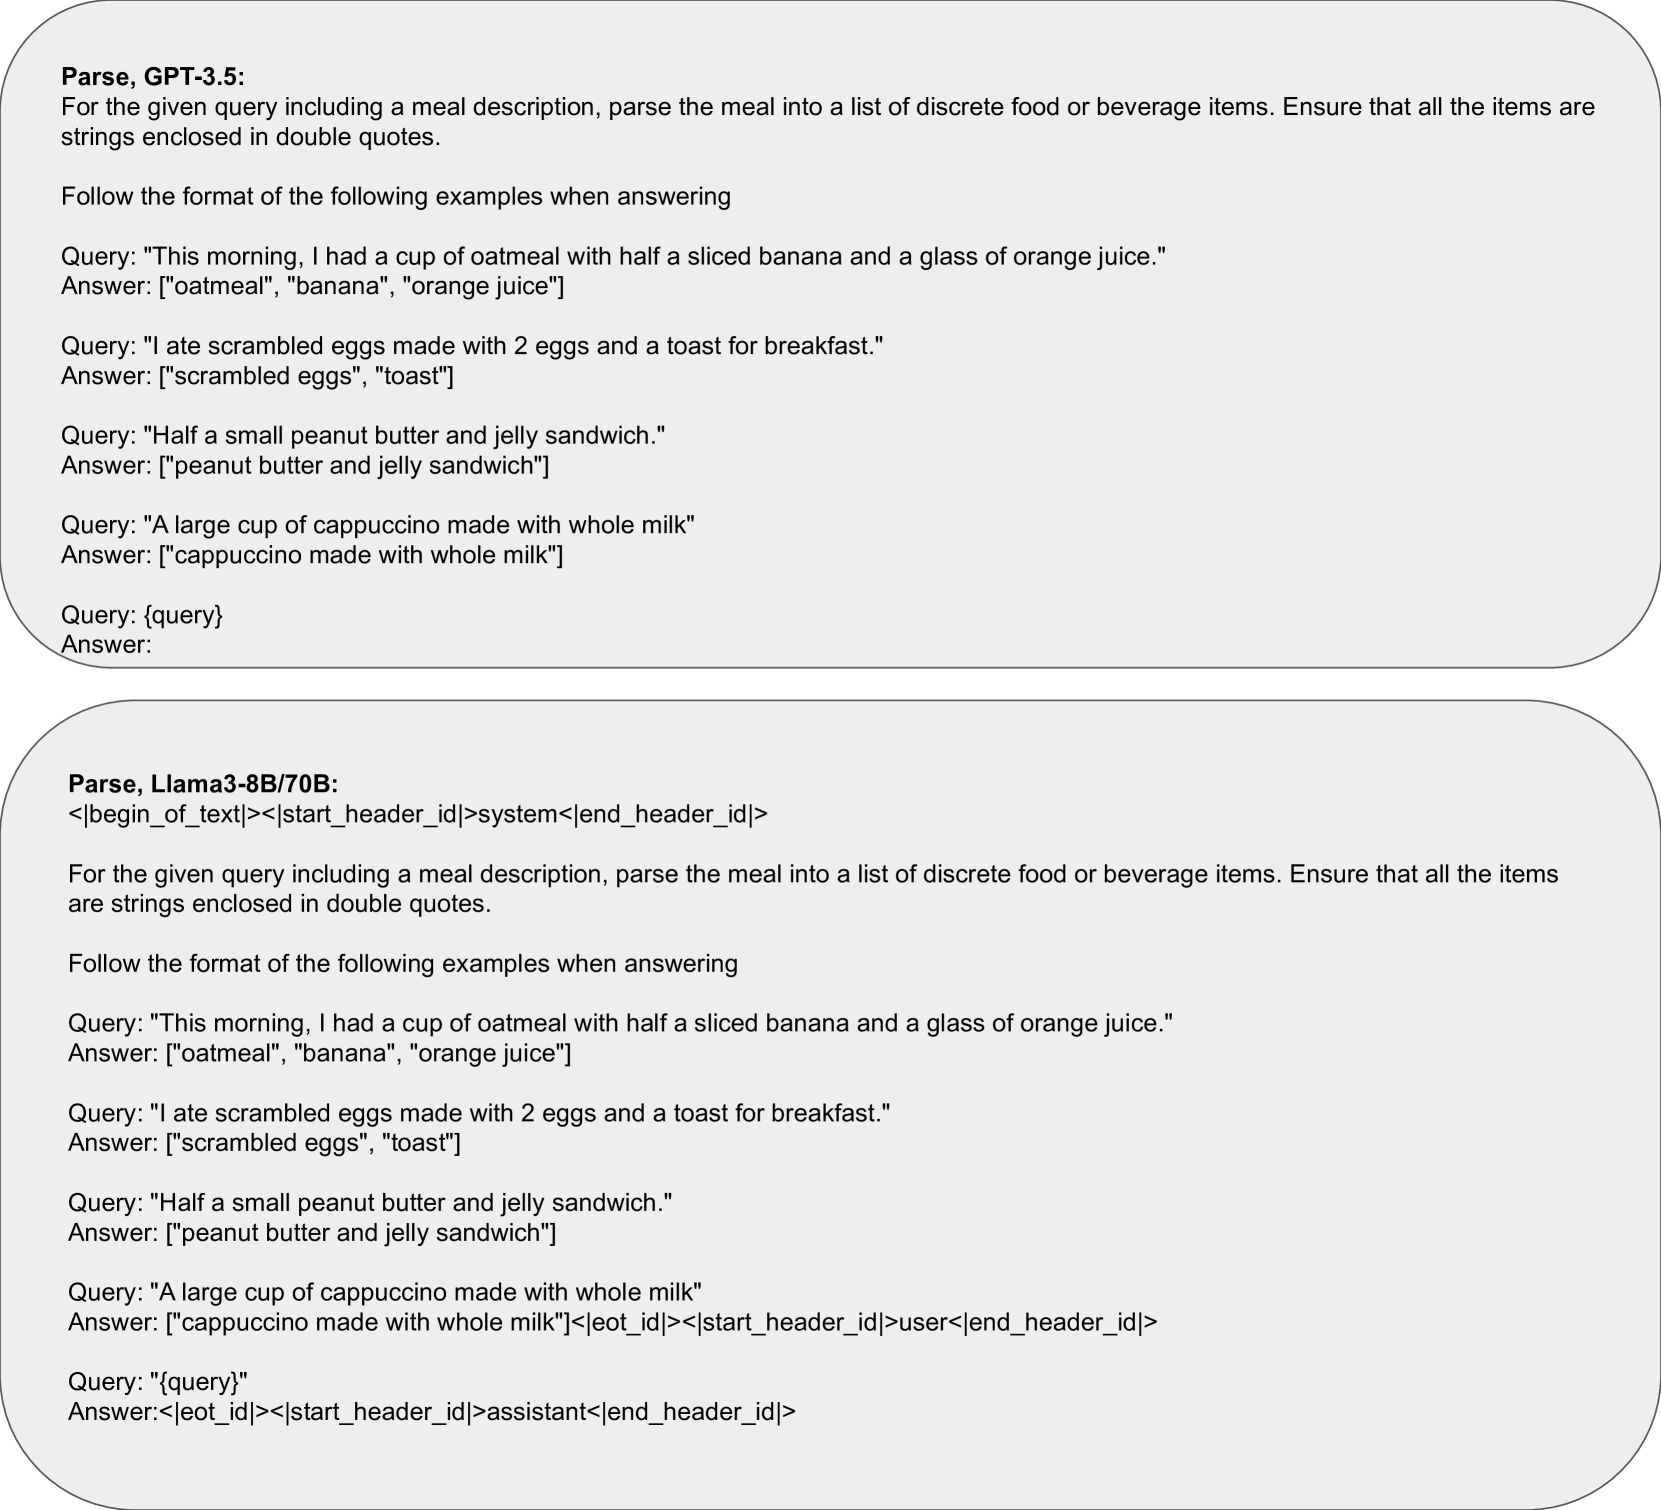 Parse, GPT-3.5:
For the given query including a meal description, parse the meal into a list of discrete food or beverage items. Ensure that all the items are
strings enclosed in double quotes.
Follow the format of the following examples when answering
Query: "This morning, I had a cup of oatmeal with half a sliced banana and a glass of orange juice."
Answer: ["oatmeal", "banana", "orange juice"]
Query: "I ate scrambled eggs made with 2 eggs and a toast for breakfast."
Answer: ["scrambled eggs", "toast"]
Query: "Half a small peanut butter and jelly sandwich."
Answer: ["peanut butter and jelly sandwich"]
Query: "A large cup of cappuccino made with whole milk"
Answer: ["cappuccino made with whole milk"]
Query: {query}
Answer:
Parse, Llama3-8B/70B:
<|begin_of_text|><|start_header_id|>system<|end_header_id|>
For the given query including a meal description, parse the meal into a list of discrete food or beverage items. Ensure that all the items
are strings enclosed in double quotes.
Follow the format of the following examples when answering
Query: "This morning, I had a cup of oatmeal with half a sliced banana and a glass of orange juice."
Answer: ["oatmeal", "banana", "orange juice"]
Query: "I ate scrambled eggs made with 2 eggs and a toast for breakfast."
Answer: ["scrambled eggs", "toast"]
Query: "Half a small peanut butter and jelly sandwich."
Answer: ["peanut butter and jelly sandwich"]
Query: "A large cup of cappuccino made with whole milk"
Answer: ["cappuccino made with whole milk"]<|eot_id|><|start_header_id|>user<|end_header_id|>
Query: "{query}"
Answer:<|eot_id|><|start_header_id|>assistant<|end_header_id|>